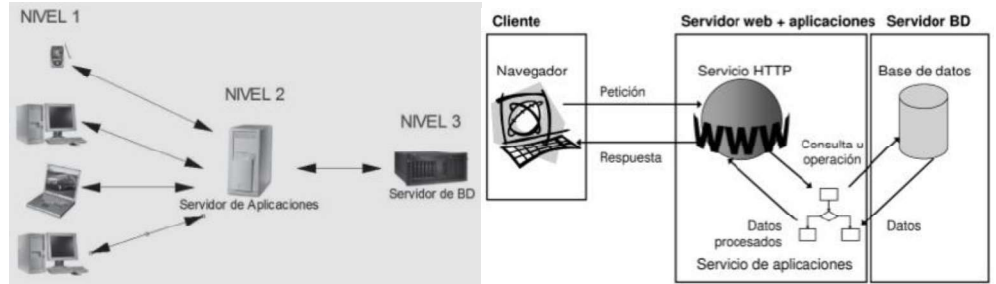 NIVEL 1
NIVEL 2
NIVEL 3
Servidor de Aplicaciones
Servidor de BD
Cliente
Servidor web + aplicaciones
Servidor BD
Navegador
Servicio HTTP
Base de datos
Petición
WWW
Respuesta
Consulta u
operación
Datos
procesados
Datos
Servicio de aplicaciones